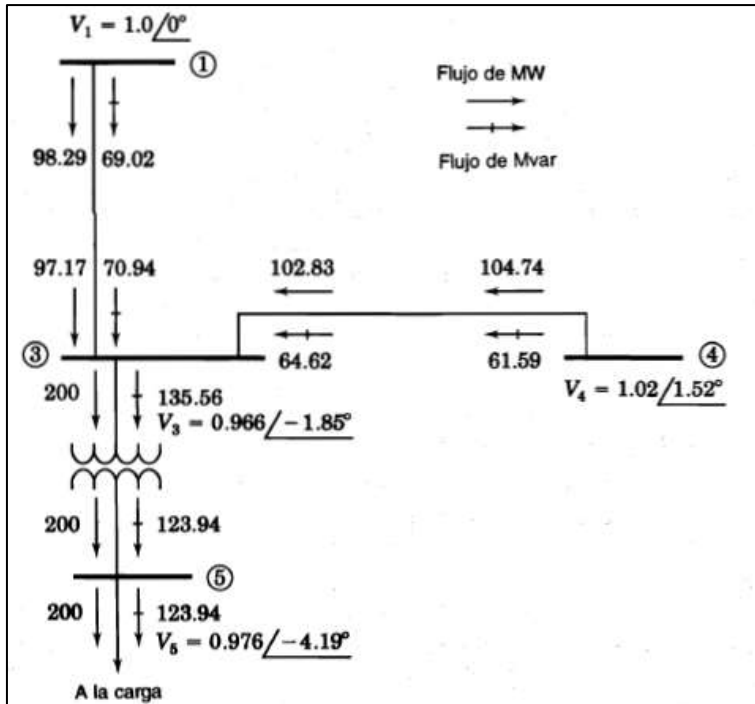 V₁ = 1.0/0°
①
Flujo de MW
Flujo de Mvar
98.29 69.02
97.17 70.94
102.83 104.74
③
64.62 61.59
④
V₄ = 1.02/1.52°
200 135.56
V₃ = 0.966/−1.85°
200 123.94
⑤
200 123.94
V₅ = 0.976/−4.19°
A la carga